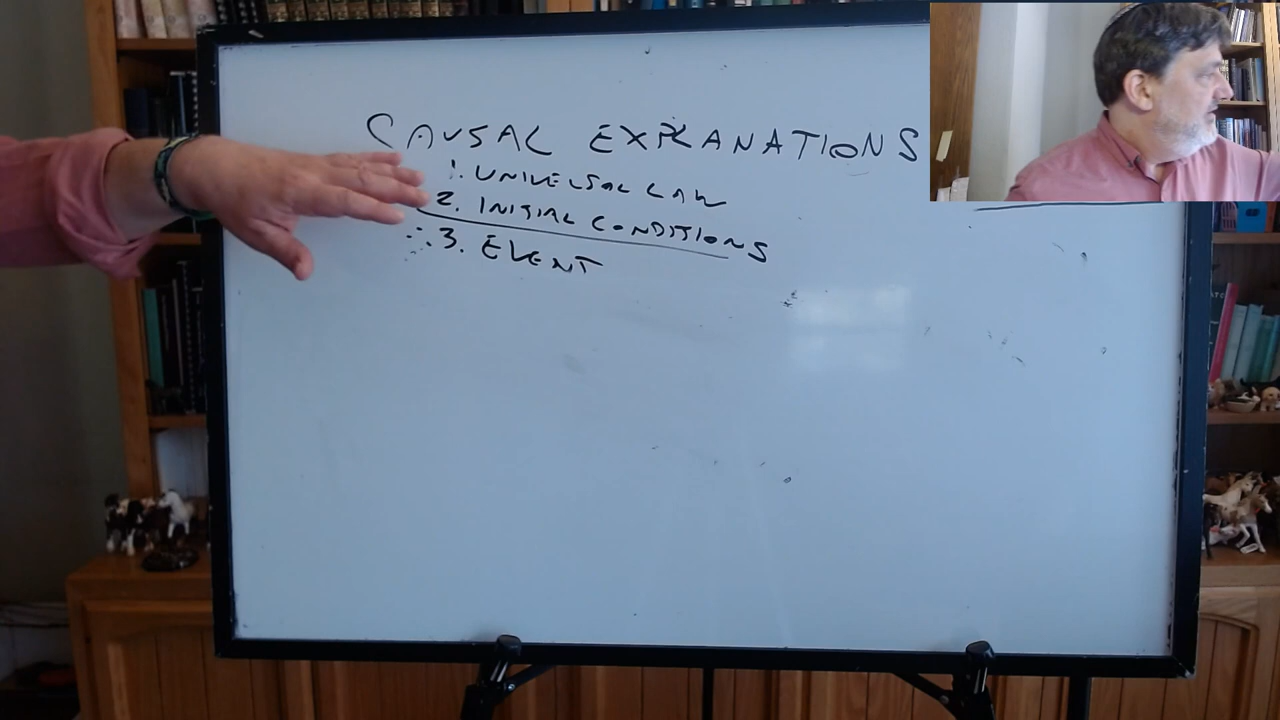 CAUSAL EXPLANATIONS
1. UNIVERSAL LAW
2. INITIAL CONDITIONS
∴ 3. EVENT